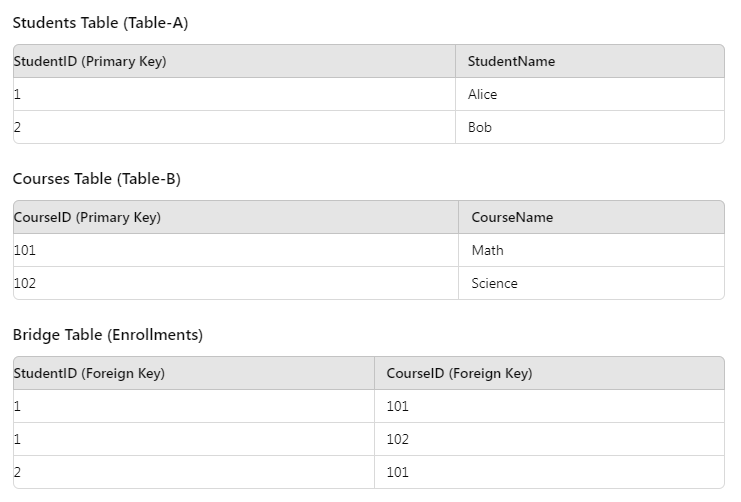 Students Table (Table-A)
StudentID (Primary Key) StudentName
1 Alice
2 Bob
Courses Table (Table-B)
CourseID (Primary Key) CourseName
101 Math
102 Science
Bridge Table (Enrollments)
StudentID (Foreign Key) CourseID (Foreign Key)
1 101
1 102
2 101